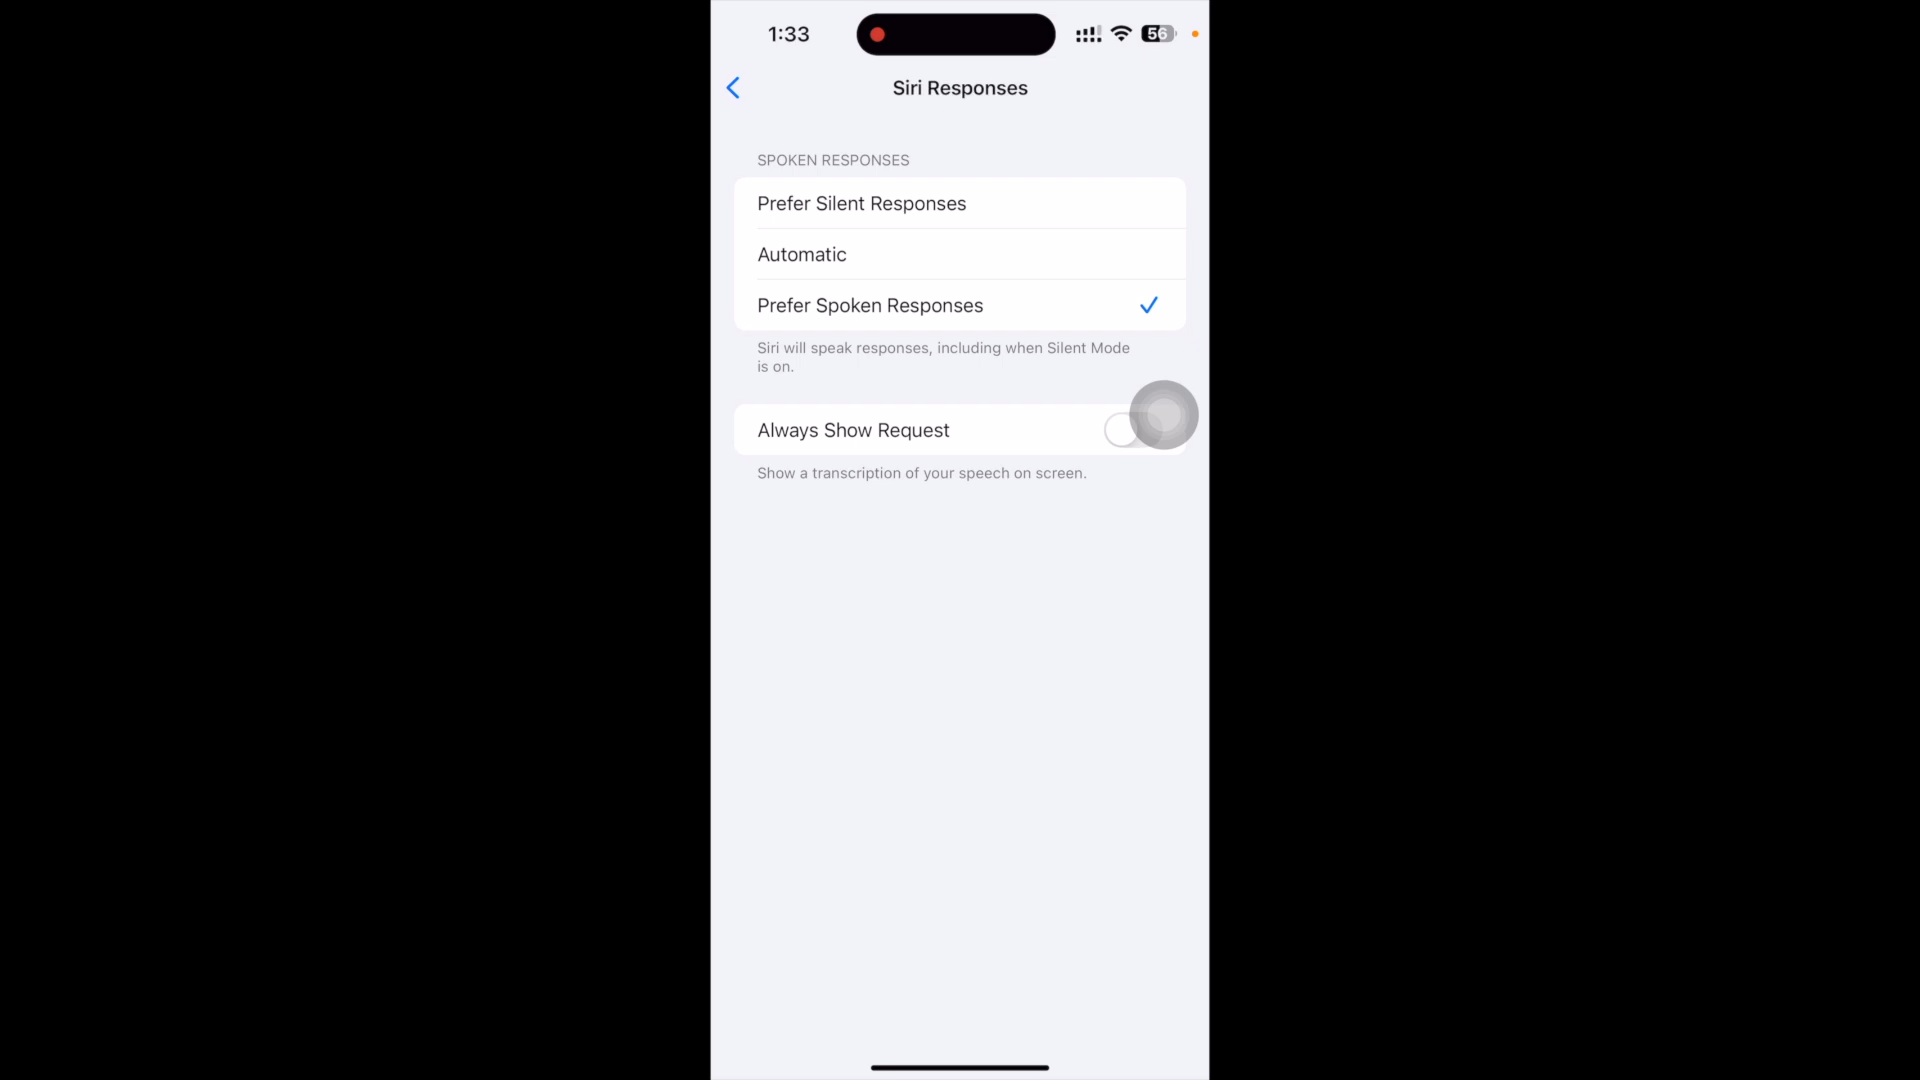 1:33
56
Siri Responses
SPOKEN RESPONSES
Prefer Silent Responses
Automatic
Prefer Spoken Responses
Siri will speak responses, including when Silent Mode
is on.
Always Show Request
Show a transcription of your speech on screen.